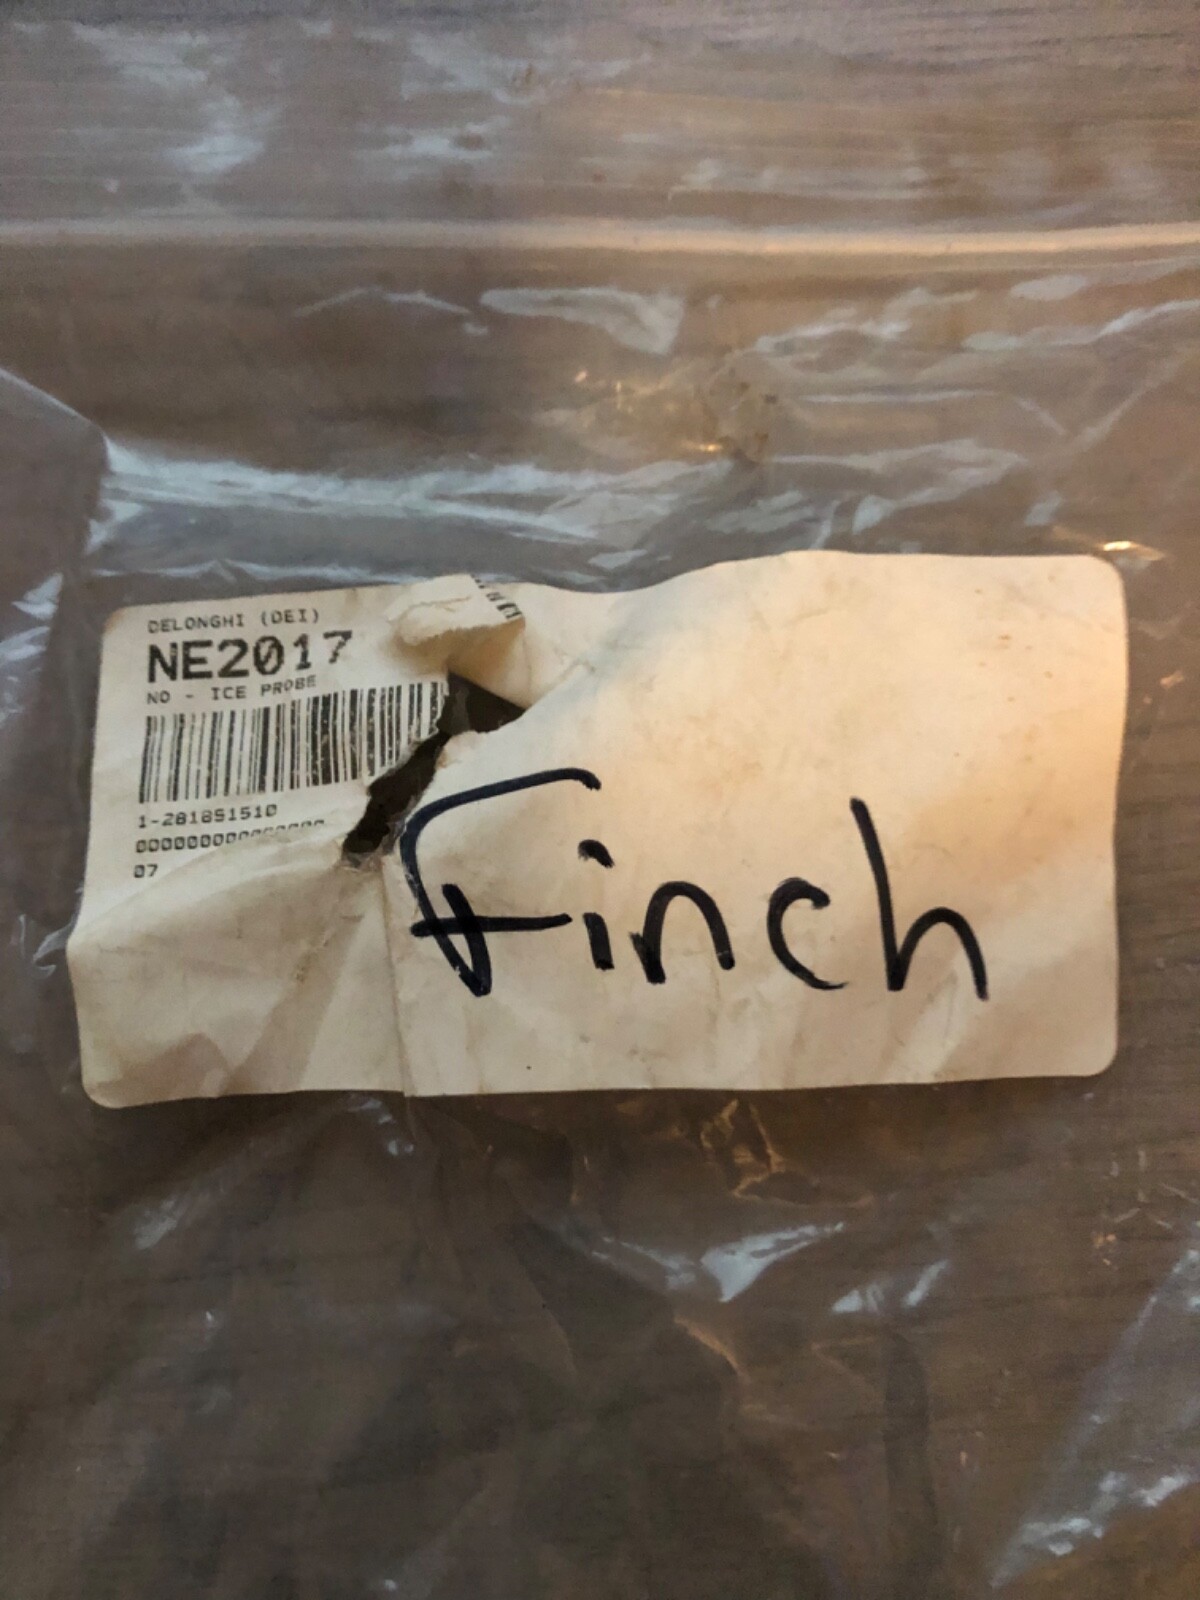 DELONGHI (DEI)
NE2017
NO - ICE PROBE
1-281851510
07
Finch